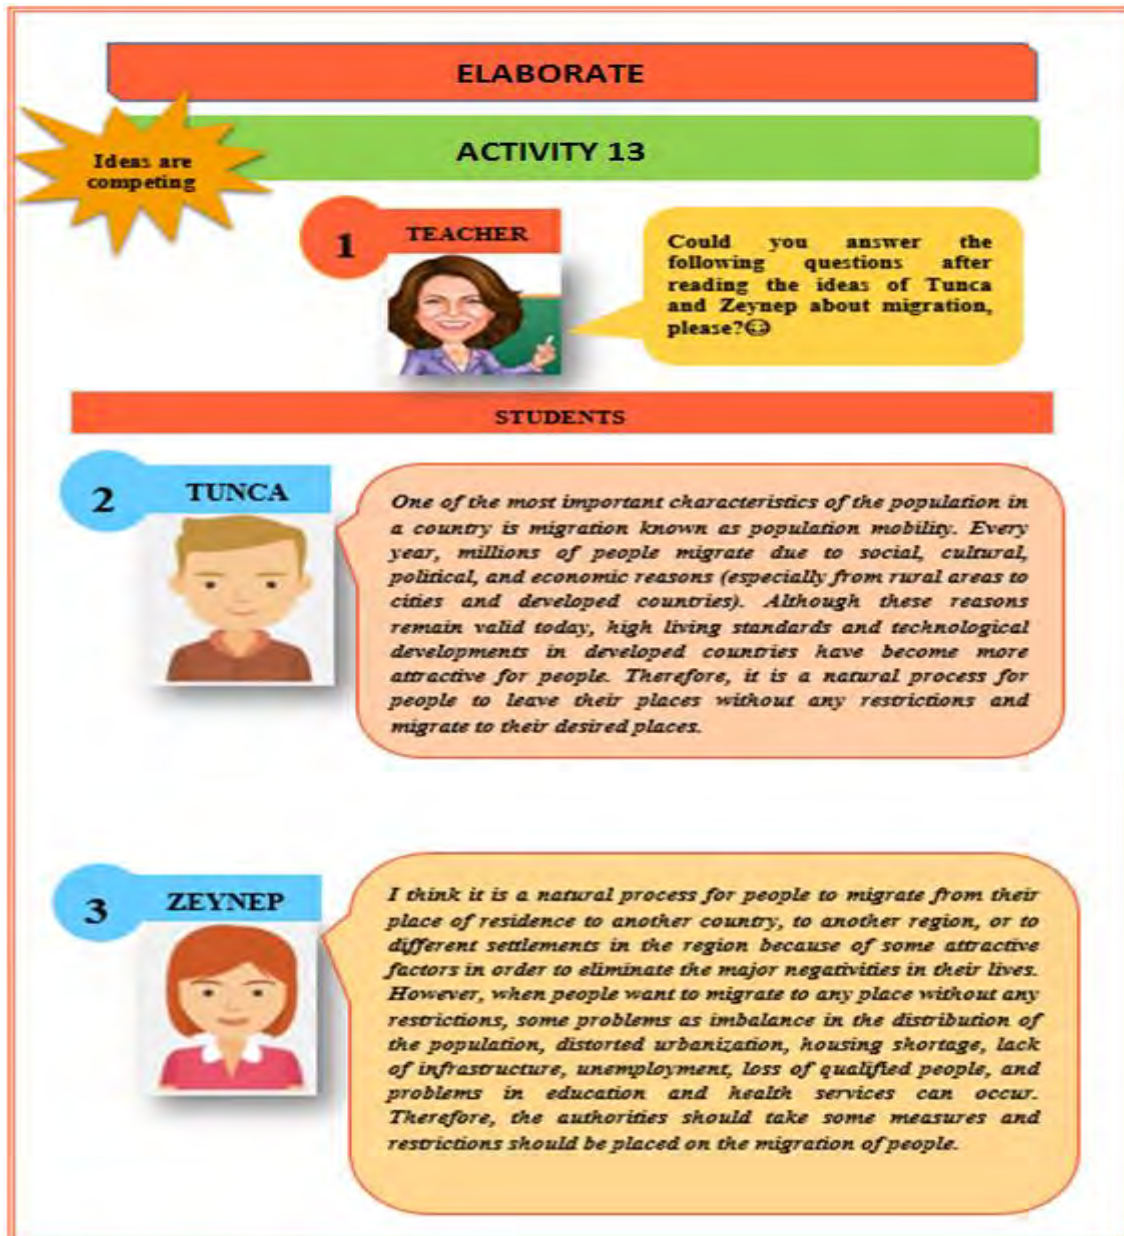 ELABORATE
ACTIVITY 13
Ideas are
competing
1
TEACHER
Could you answer the
following questions after
reading the ideas of Tunca
and Zeynep about migration,
please?☺
STUDENTS
2
TUNCA
One of the most important characteristics of the population in
a country is migration known as population mobility. Every
year, millions of people migrate due to social, cultural,
political, and economic reasons (especially from rural areas to
cities and developed countries). Although these reasons
remain valid today, high living standards and technological
developments in developed countries have become more
attractive for people. Therefore, it is a natural process for
people to leave their places without any restrictions and
migrate to their desired places.
3
ZEYNEP
I think it is a natural process for people to migrate from their
place of residence to another country, to another region, or to
different settlements in the region because of some attractive
factors in order to eliminate the major negativities in their lives.
However, when people want to migrate to any place without any
restrictions, some problems as imbalance in the distribution of
the population, distorted urbanization, housing shortage, lack
of infrastructure, unemployment, loss of qualified people, and
problems in education and health services can occur.
Therefore, the authorities should take some measures and
restrictions should be placed on the migration of people.